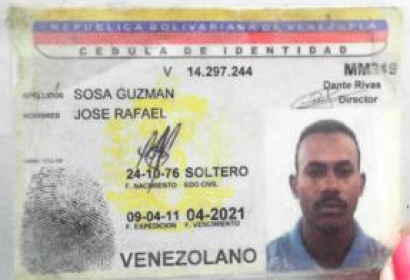 REPUBLICA BOLIVARIANA DE VENEZUELA
CEDULA DE IDENTIDAD
V 14.297.244
MM319
Dante Rivas
Director
APELLIDOS SOSA GUZMAN
NOMBRES JOSE RAFAEL
24-10-76 SOLTERO
F. NACIMIENTO EDO CIVIL
09-04-11 04-2021
F. EXPEDICION F. VENCIMIENTO
VENEZOLANO